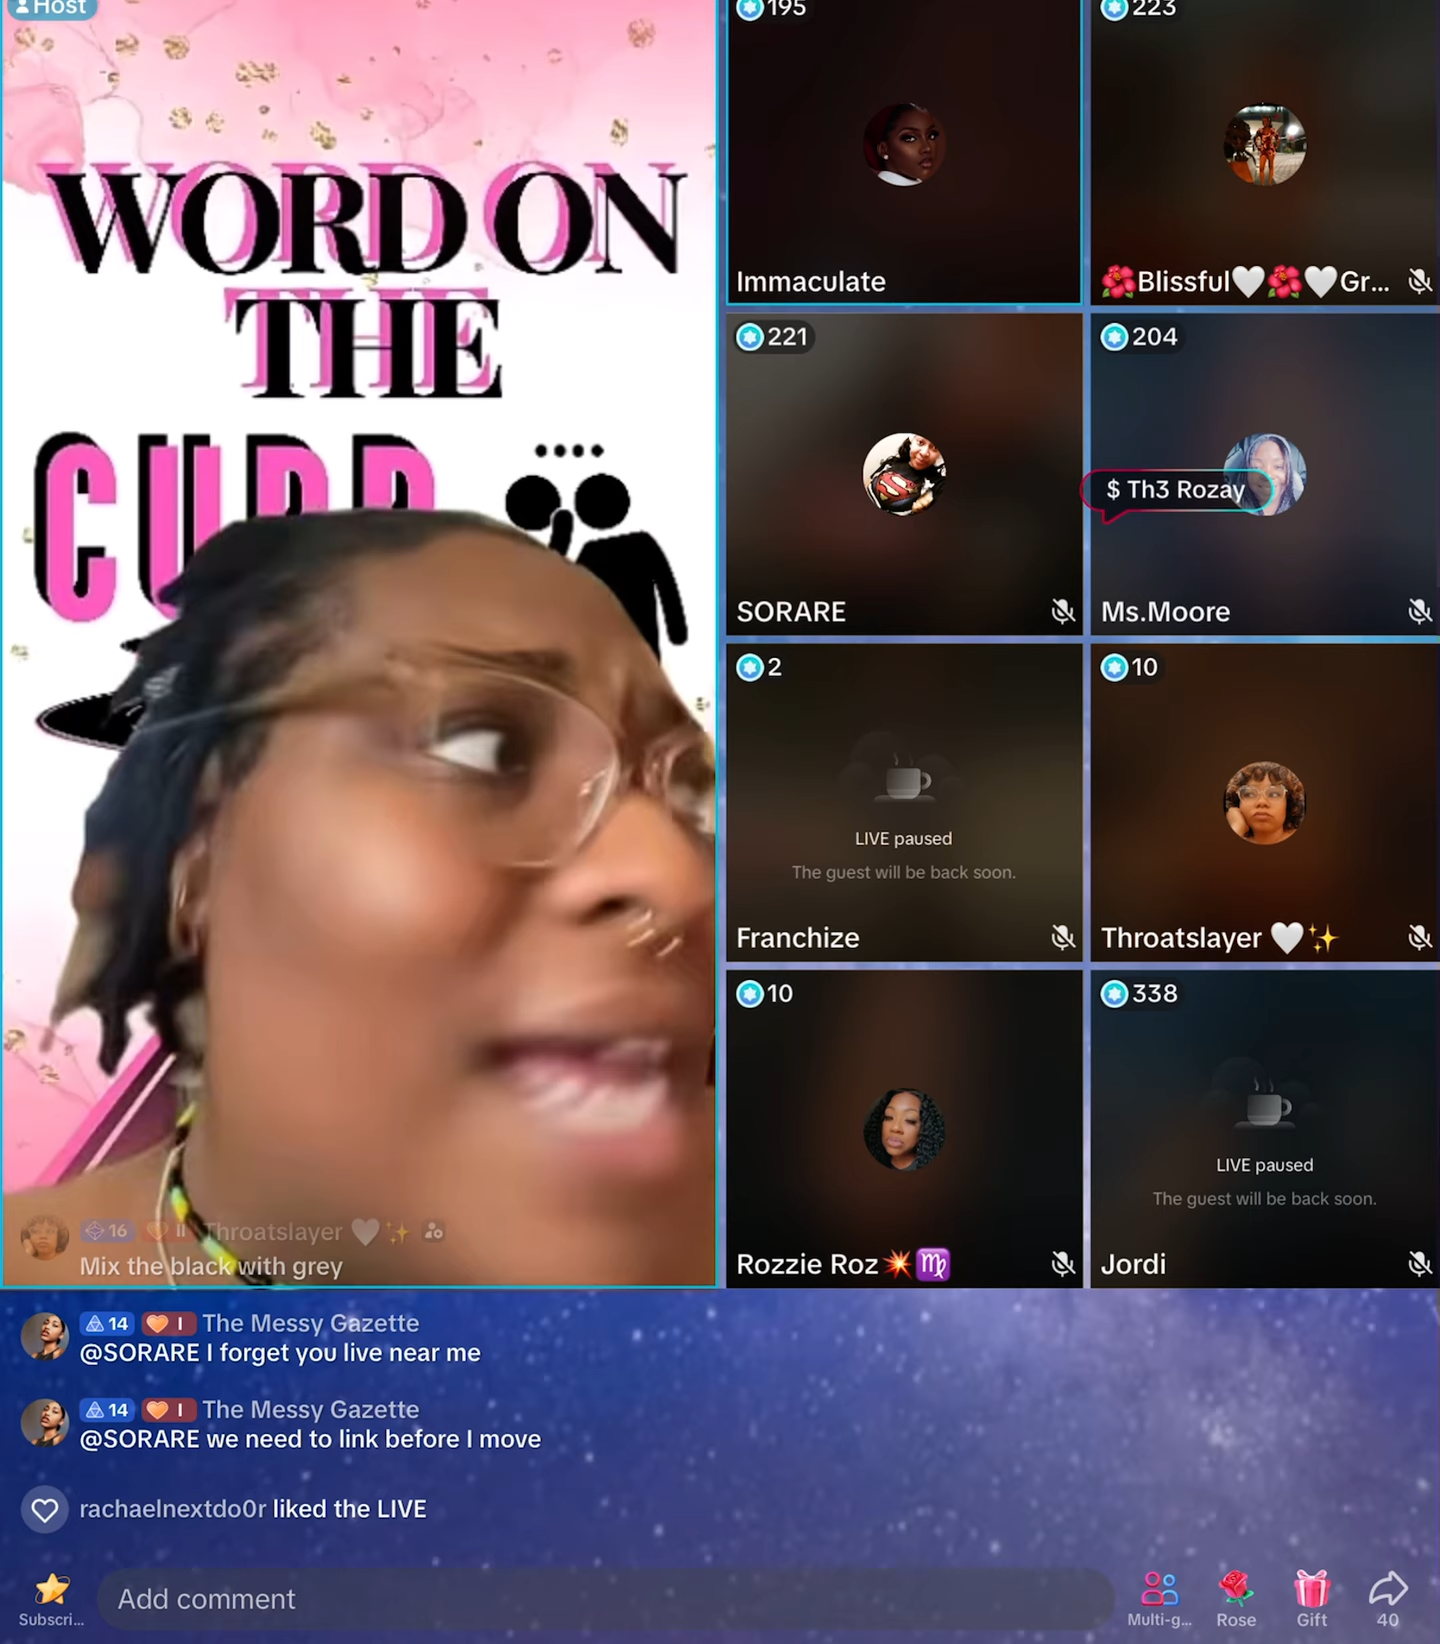 Host
WORD ON
THE
195
Immaculate
223
🌺Blissful🤍🌺🤍Gr...
221
SORARE
204
$ Th3 Rozay
Ms.Moore
2
LIVE paused
The guest will be back soon.
Franchize
10
Throatslayer 🤍✨
10
Rozzie Roz💥♍
338
LIVE paused
The guest will be back soon.
Jordi
16 II Throatslayer 🤍✨
Mix the black with grey
14 I The Messy Gazette
@SORARE I forget you live near me
14 I The Messy Gazette
@SORARE we need to link before I move
rachaelnextdo0r liked the LIVE
Subscri...
Add comment
Multi-g...
Rose
Gift
40